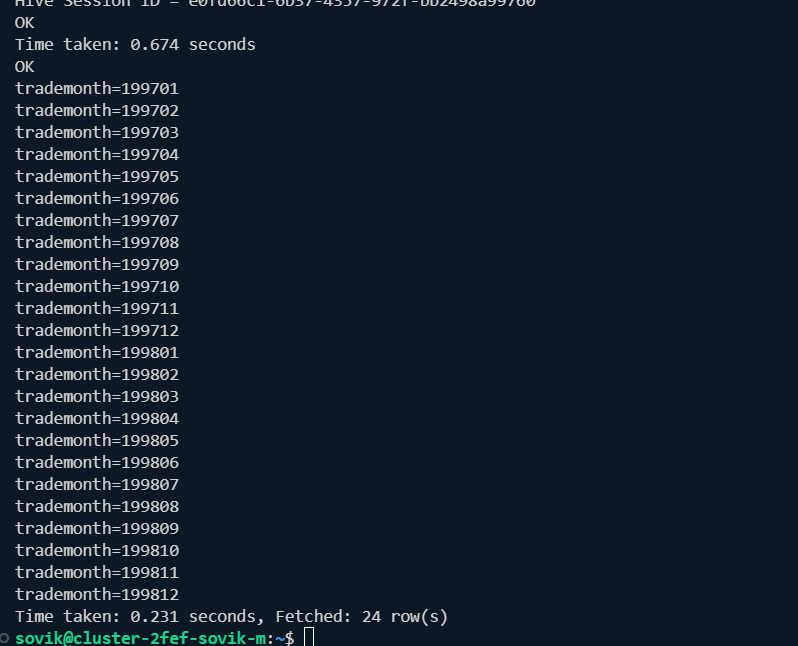 Hive Session ID =
OK
Time taken: 0.674 seconds
OK
trademonth=199701
trademonth=199702
trademonth=199703
trademonth=199704
trademonth=199705
trademonth=199706
trademonth=199707
trademonth=199708
trademonth=199709
trademonth=199710
trademonth=199711
trademonth=199712
trademonth=199801
trademonth=199802
trademonth=199803
trademonth=199804
trademonth=199805
trademonth=199806
trademonth=199807
trademonth=199808
trademonth=199809
trademonth=199810
trademonth=199811
trademonth=199812
Time taken: 0.231 seconds, Fetched: 24 row(s)
sovik@cluster-2fef-sovik-m:~$